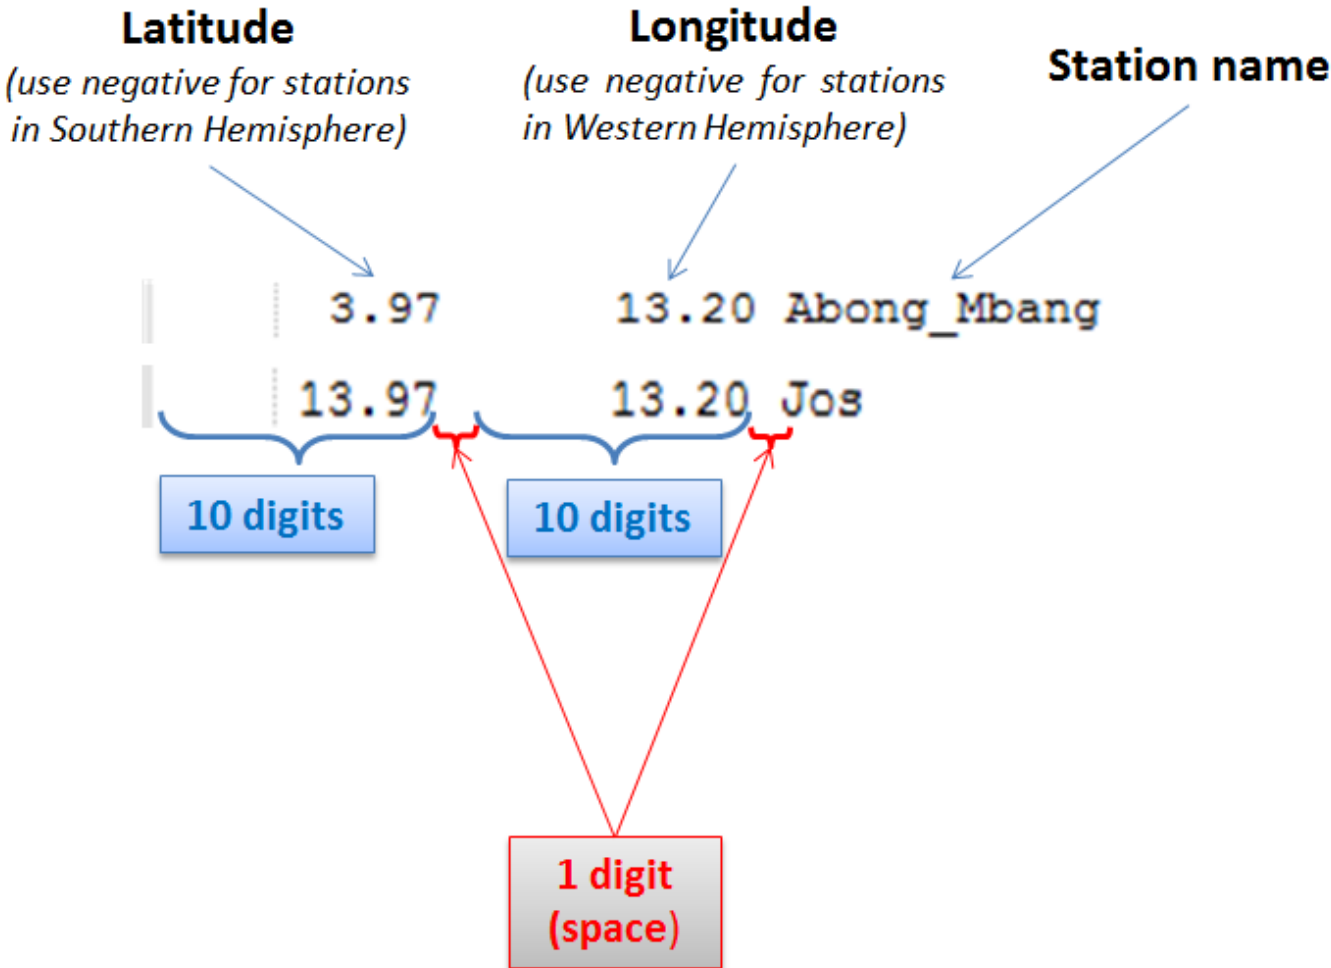 Latitude
(use negative for stations
in Southern Hemisphere)
Longitude
(use negative for stations
in Western Hemisphere)
Station name
3.97 13.20 Abong_Mbang
13.97 13.20 Jos
10 digits
10 digits
1 digit
(space)